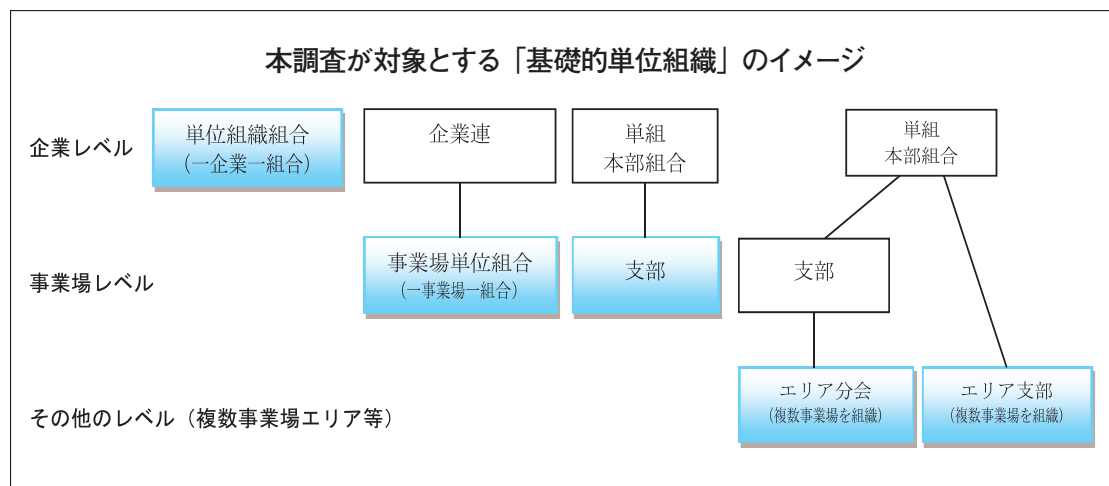 本調査が対象とする「基礎的単位組織」のイメージ
企業レベル
単位組織組合
(一企業一組合)
企業連
単組
本部組合
単組
本部組合
事業場レベル
事業場単位組合
(一事業場一組合)
支部
支部
その他のレベル(複数事業場エリア等)
エリア分会
(複数事業場を組織)
エリア支部
(複数事業場を組織)